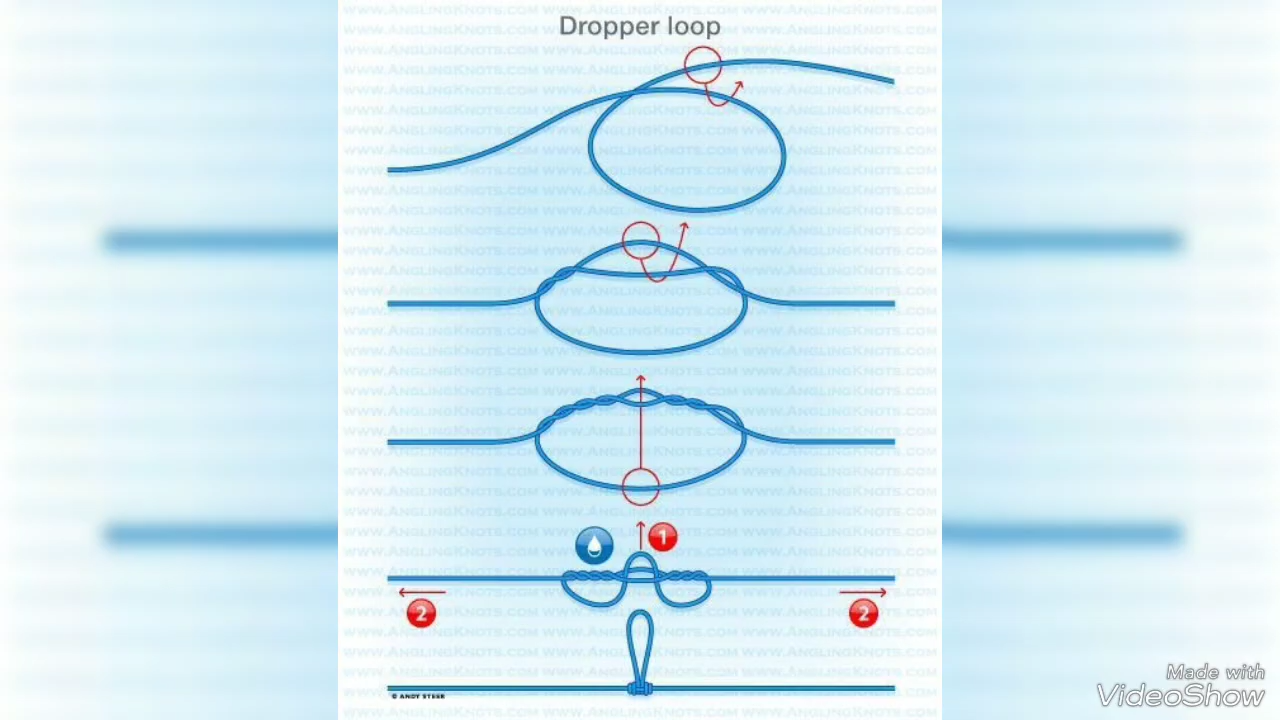 Dropper loop
WWW.ANGLINGKNOTS.COM
1
2
2
© ANDY STEER
Made with
VideoShow